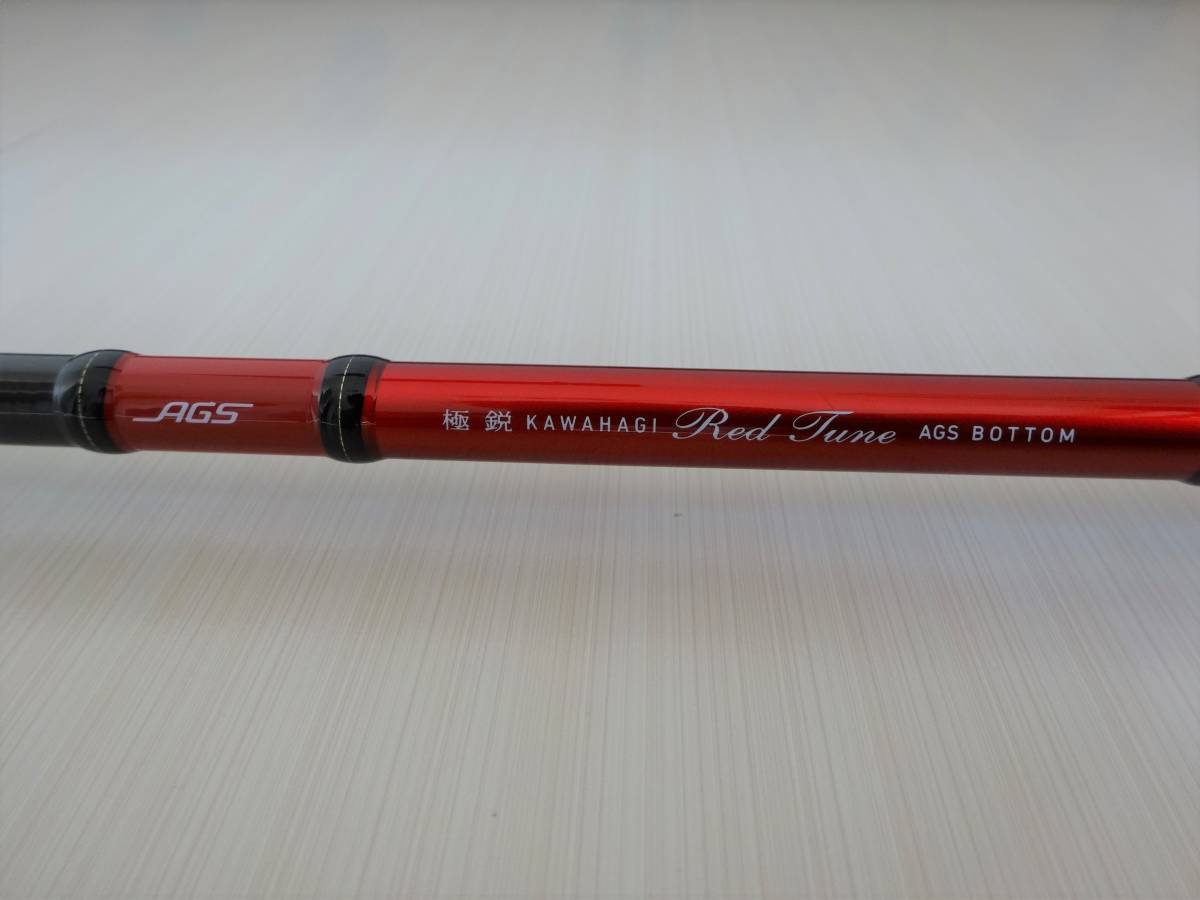 AGS
極鋭 KAWAHAGI Red Tune AGS BOTTOM